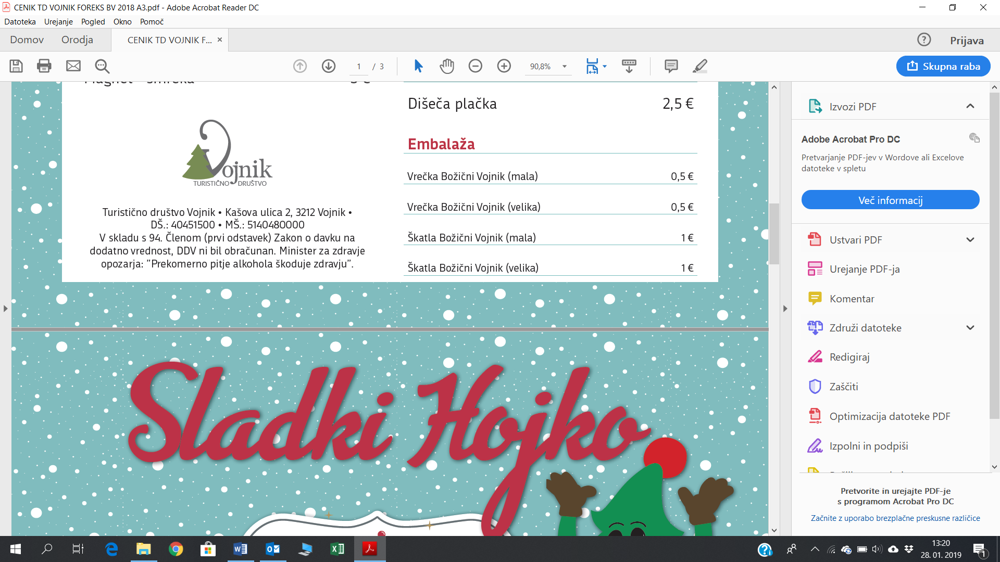 CENIK TD VOJNIK FOREKS BV 2018 A3.pdf - Adobe Acrobat Reader DC
Datoteka Urejanje Pogled Okno Pomoč
Domov Orodja CENIK TD VOJNIK F... × Prijava
1 / 3 90,8% Skupna raba
Magnet - smreka 3 €
Vojnik
TURISTIČNO DRUŠTVO
Turistično društvo Vojnik • Kašova ulica 2, 3212 Vojnik •
DŠ.: 40451500 • MŠ.: 5140480000
V skladu s 94. Členom (prvi odstavek) Zakon o davku na
dodatno vrednost, DDV ni bil obračunan. Minister za zdravje
opozarja: "Prekomerno pitje alkohola škoduje zdravju".
Dišeča plačka 2,5 €
Embalaža
Vrečka Božični Vojnik (mala) 0,5 €
Vrečka Božični Vojnik (velika) 0,5 €
Škatla Božični Vojnik (mala) 1 €
Škatla Božični Vojnik (velika) 1 €
Sladki Hojko
Izvozi PDF
Adobe Acrobat Pro DC
Pretvarjanje PDF-jev v Wordove ali Excelove
datoteke v spletu
Več informacij
Ustvari PDF
Urejanje PDF-ja
Komentar
Združi datoteke
Redigiraj
Zaščiti
Optimizacija datoteke PDF
Izpolni in podpiši
Pretvorite in urejajte PDF-je
s programom Acrobat Pro DC
Začnite z uporabo brezplačne preskusne različice
13:20
28. 01. 2019
1